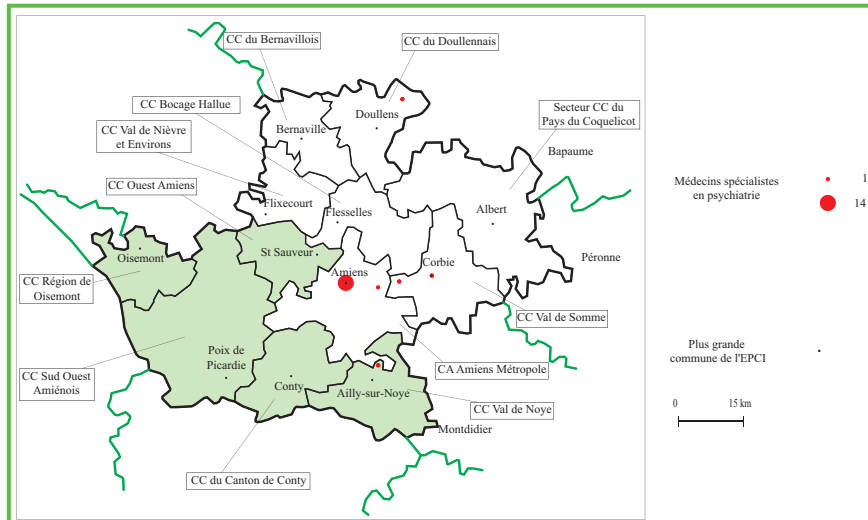 CC du Bernavillois
CC du Doullennais
CC Bocage Hallue
Doullens
Secteur CC du
Pays du Coquelicot
Bernaville
CC Val de Nièvre
et Environs
Bapaume
Médecins spécialistes
en psychiatrie
1
14
CC Ouest Amiens
Flixecourt
Flesselles
Albert
Oisemont
St Sauveur
Amiens
Corbie
Péronne
CC Région de
Oisemont
CC Val de Somme
Poix de
Picardie
Plus grande
commune de l'EPCI
CC Sud Ouest
Amiénois
CA Amiens Métropole
Conty
Ailly-sur-Noye
0
15 km
CC Val de Noye
Montdidier
CC du Canton de Conty